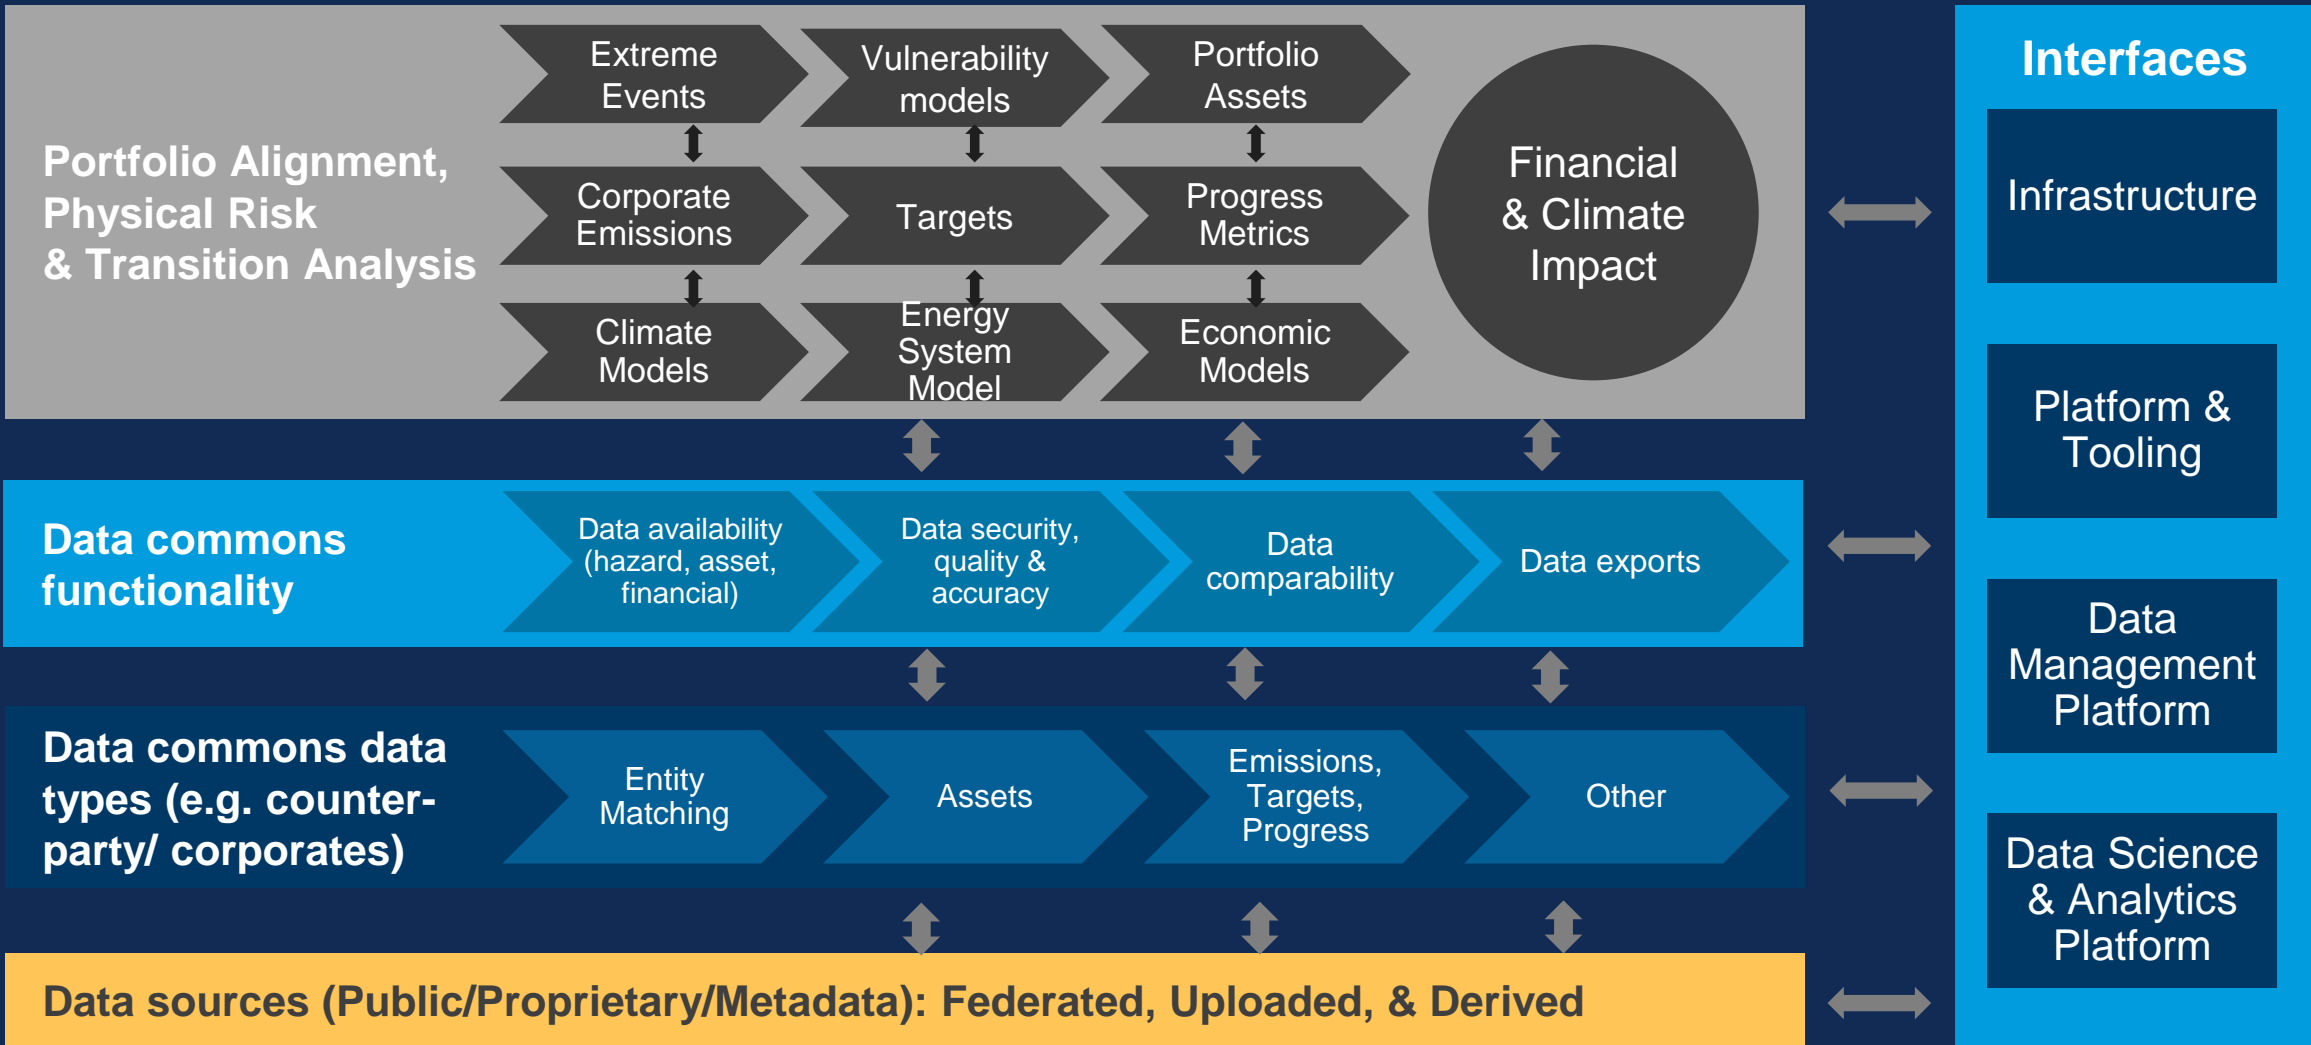 Portfolio Alignment,
Physical Risk
& Transition Analysis
Extreme
Events
Vulnerability
models
Portfolio
Assets
Corporate
Emissions
Targets
Progress
Metrics
Climate
Models
Energy
System
Model
Economic
Models
Financial
& Climate
Impact
Data commons
functionality
Data availability
(hazard, asset,
financial)
Data security,
quality &
accuracy
Data
comparability
Data exports
Data commons data
types (e.g. counter-
party/ corporates)
Entity
Matching
Assets
Emissions,
Targets,
Progress
Other
Data sources (Public/Proprietary/Metadata): Federated, Uploaded, & Derived
Interfaces
Infrastructure
Platform &
Tooling
Data
Management
Platform
Data Science
& Analytics
Platform